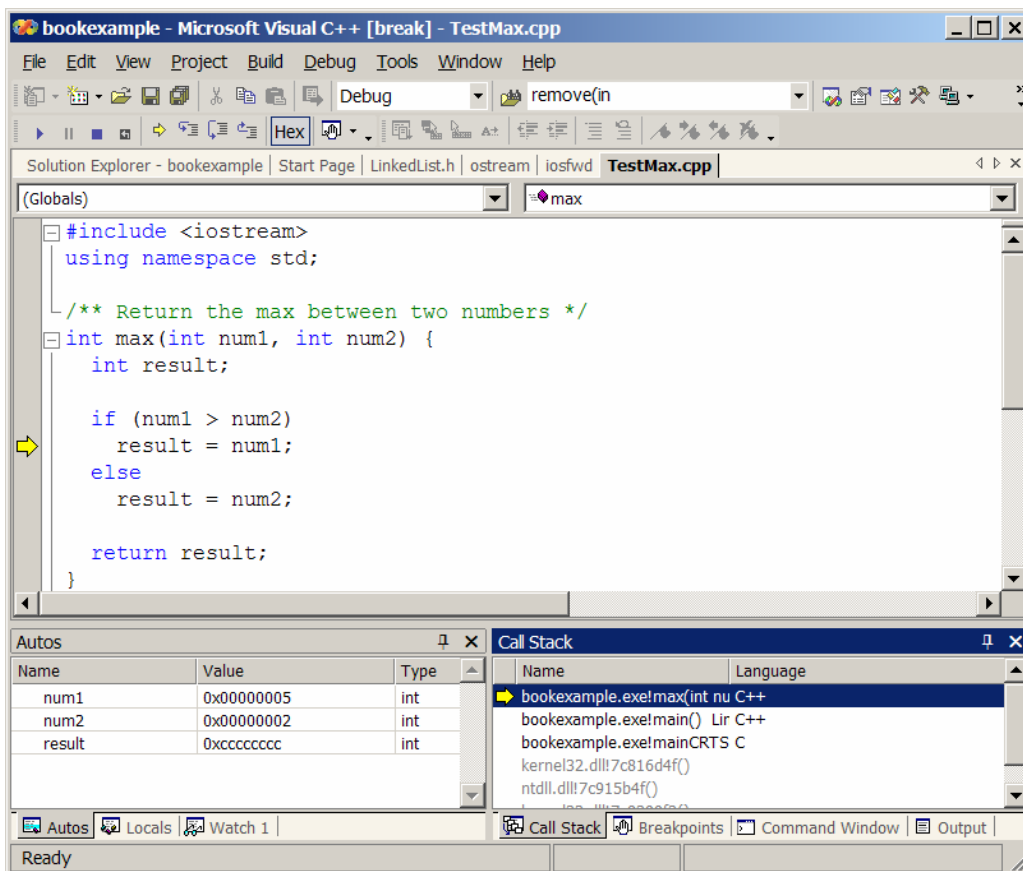 bookexample - Microsoft Visual C++ [break] - TestMax.cpp
File Edit View Project Build Debug Tools Window Help
Debug remove(in
Hex
Solution Explorer - bookexample | Start Page | LinkedList.h | ostream | iosfwd TestMax.cpp
(Globals) max
#include <iostream>
using namespace std;
/** Return the max between two numbers */
int max(int num1, int num2) {
int result;
if (num1 > num2)
result = num1;
else
result = num2;
return result;
}
Autos
Name Value Type
num1 0x00000005 int
num2 0x00000002 int
result 0xcccccccc int
Autos Locals Watch 1
Call Stack
Name Language
bookexample.exe!max(int nu C++
bookexample.exe!main() Lir C++
bookexample.exe!mainCRTS C
kernel32.dll!7c816d4f()
ntdll.dll!7c915b4f()
Call Stack Breakpoints Command Window Output
Ready